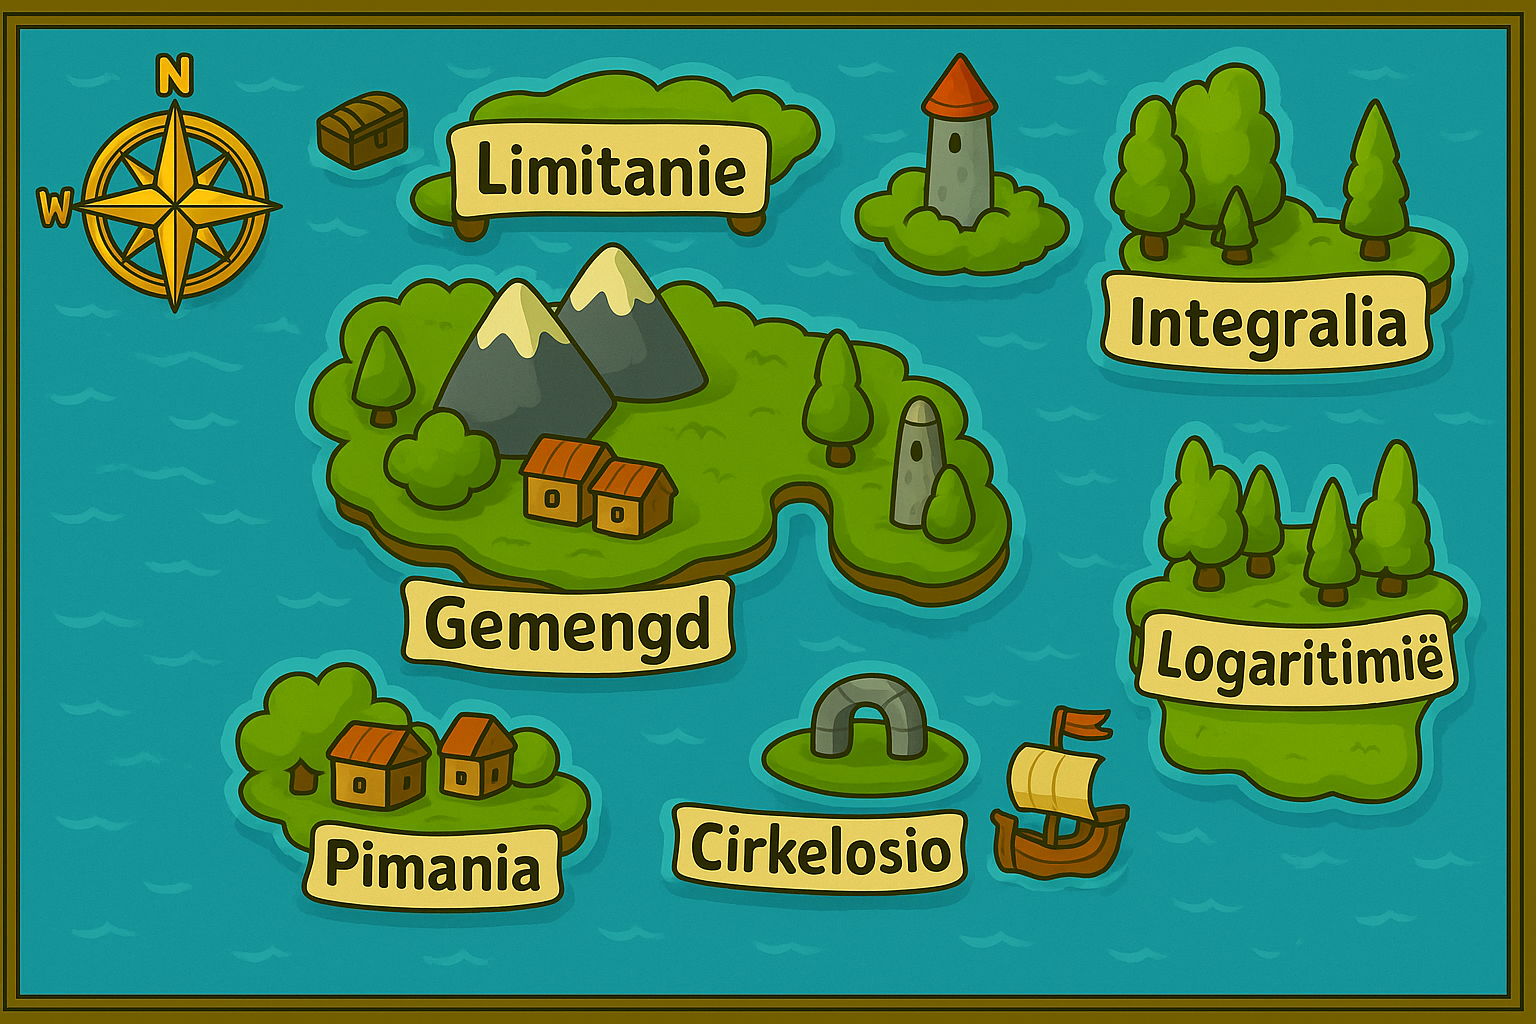 N
W
Limitanie
Integralia
Gemengd
Logaritimië
Pimania
Cirkelosio